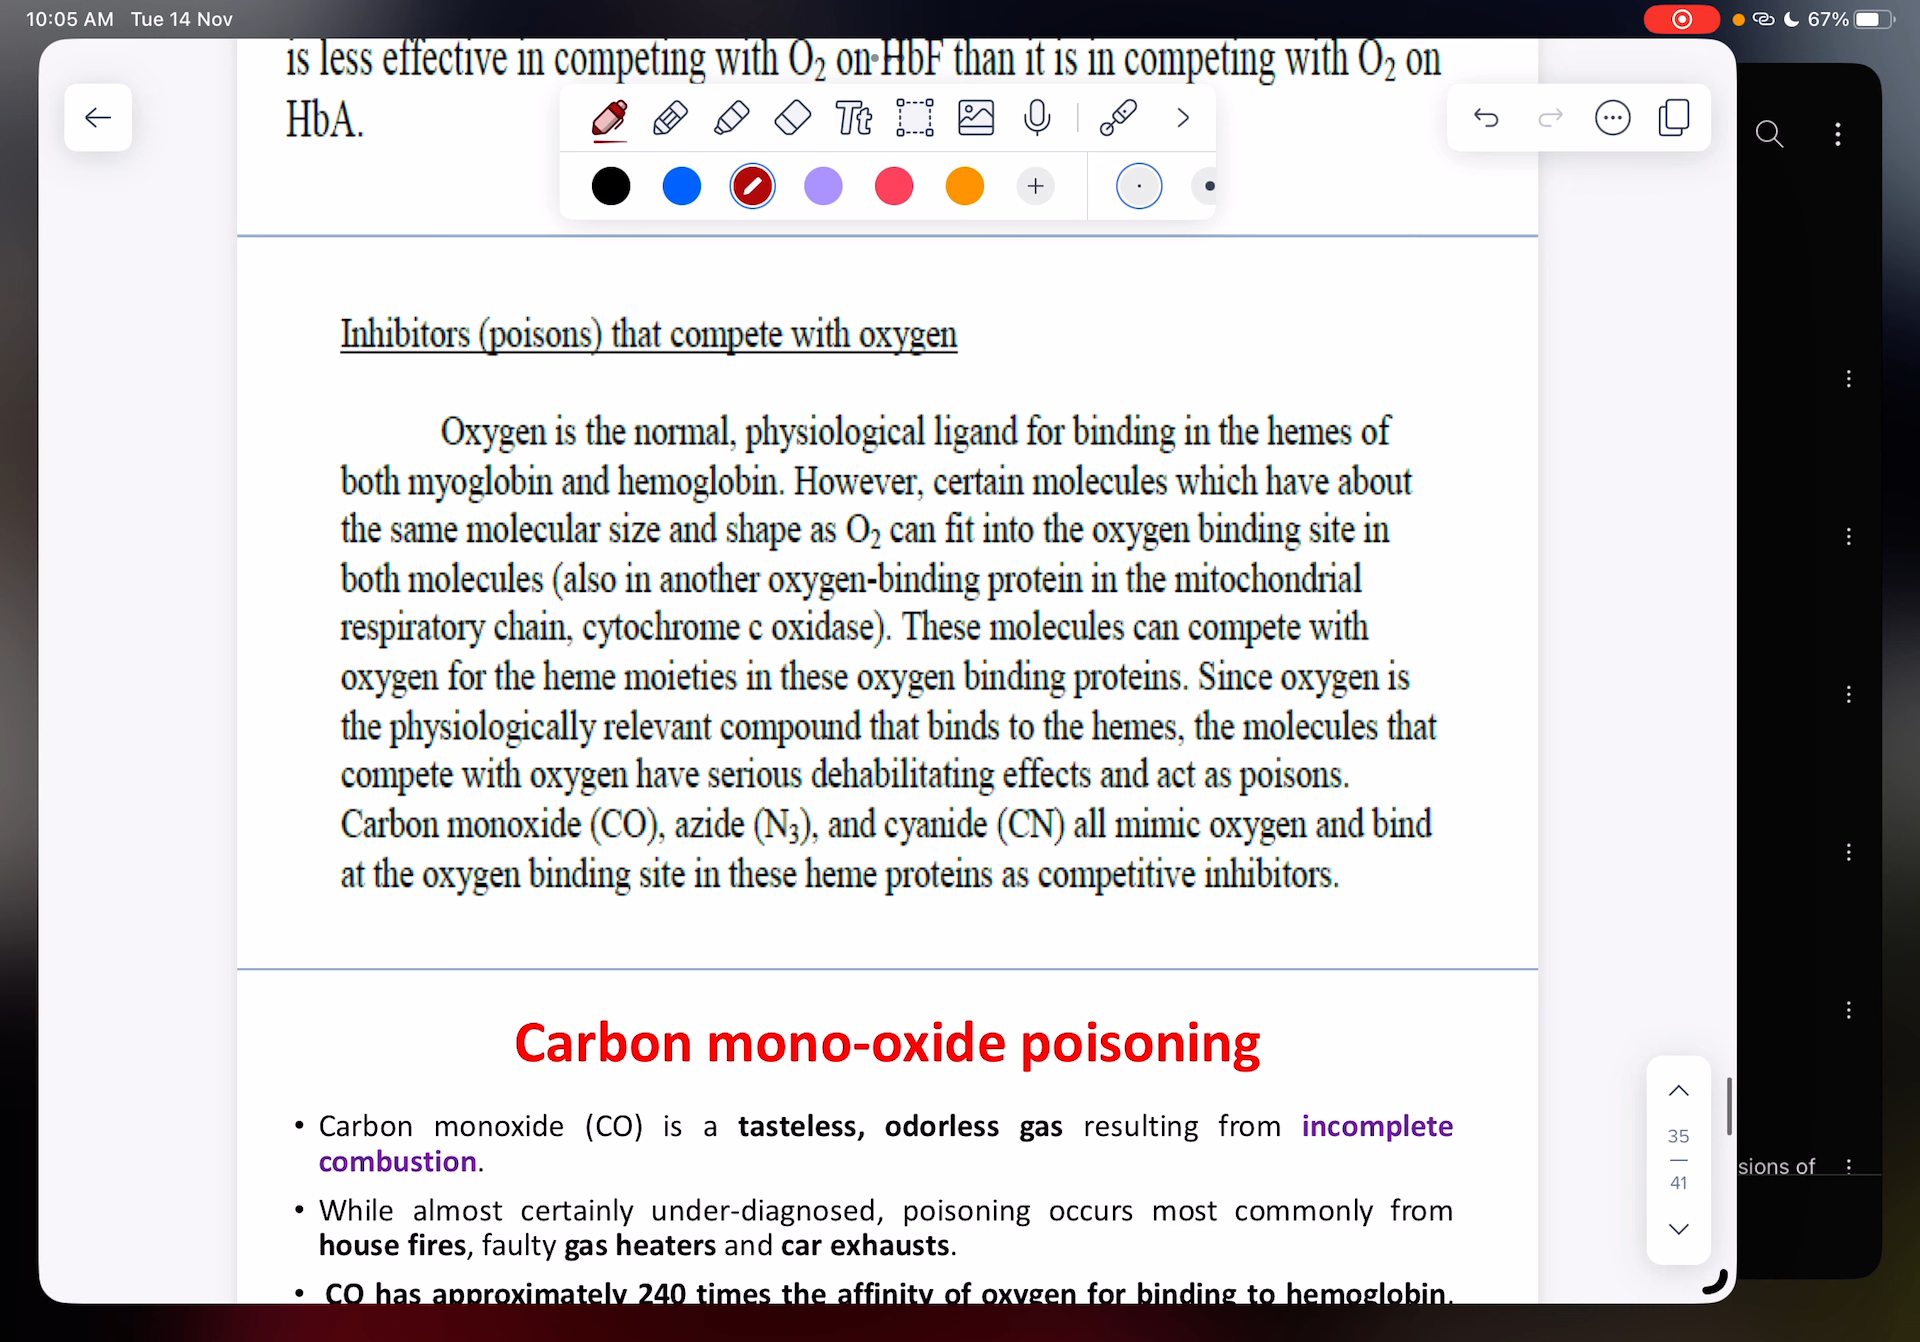 10:05 AM Tue 14 Nov
67%
is less effective in competing with O₂ on HbF than it is in competing with O₂ on
HbA.
Tt
Inhibitors (poisons) that compete with oxygen
Oxygen is the normal, physiological ligand for binding in the hemes of
both myoglobin and hemoglobin. However, certain molecules which have about
the same molecular size and shape as O₂ can fit into the oxygen binding site in
both molecules (also in another oxygen-binding protein in the mitochondrial
respiratory chain, cytochrome c oxidase). These molecules can compete with
oxygen for the heme moieties in these oxygen binding proteins. Since oxygen is
the physiologically relevant compound that binds to the hemes, the molecules that
compete with oxygen have serious dehabilitating effects and act as poisons.
Carbon monoxide (CO), azide (N₃), and cyanide (CN) all mimic oxygen and bind
at the oxygen binding site in these heme proteins as competitive inhibitors.
Carbon mono-oxide poisoning
• Carbon monoxide (CO) is a tasteless, odorless gas resulting from incomplete
combustion.
• While almost certainly under-diagnosed, poisoning occurs most commonly from
house fires, faulty gas heaters and car exhausts.
• CO has approximately 240 times the affinity of oxygen for binding to hemoglobin.
35
41
sions of